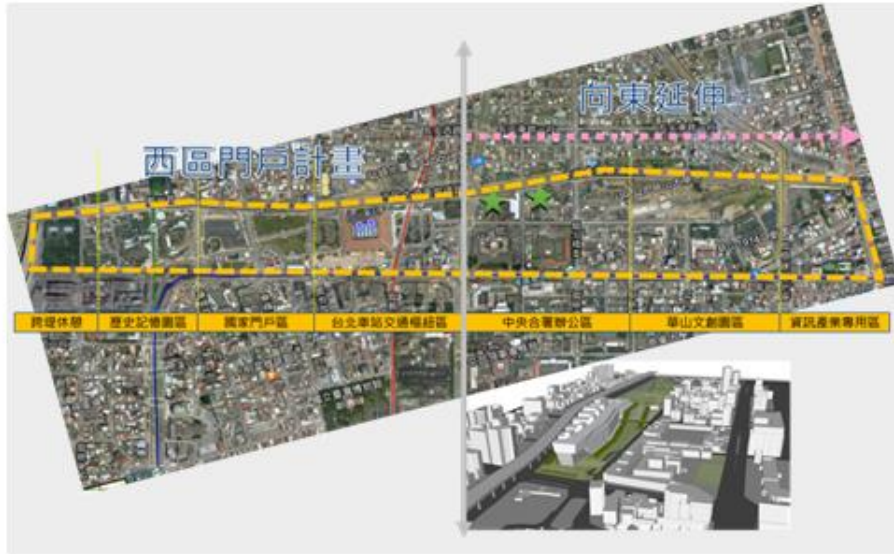 向東延伸
西區門戶計畫
跨堤休憩
歷史記憶園區
國家門戶區
台北車站交通樞紐區
中央合署辦公區
華山文創園區
資訊產業專用區